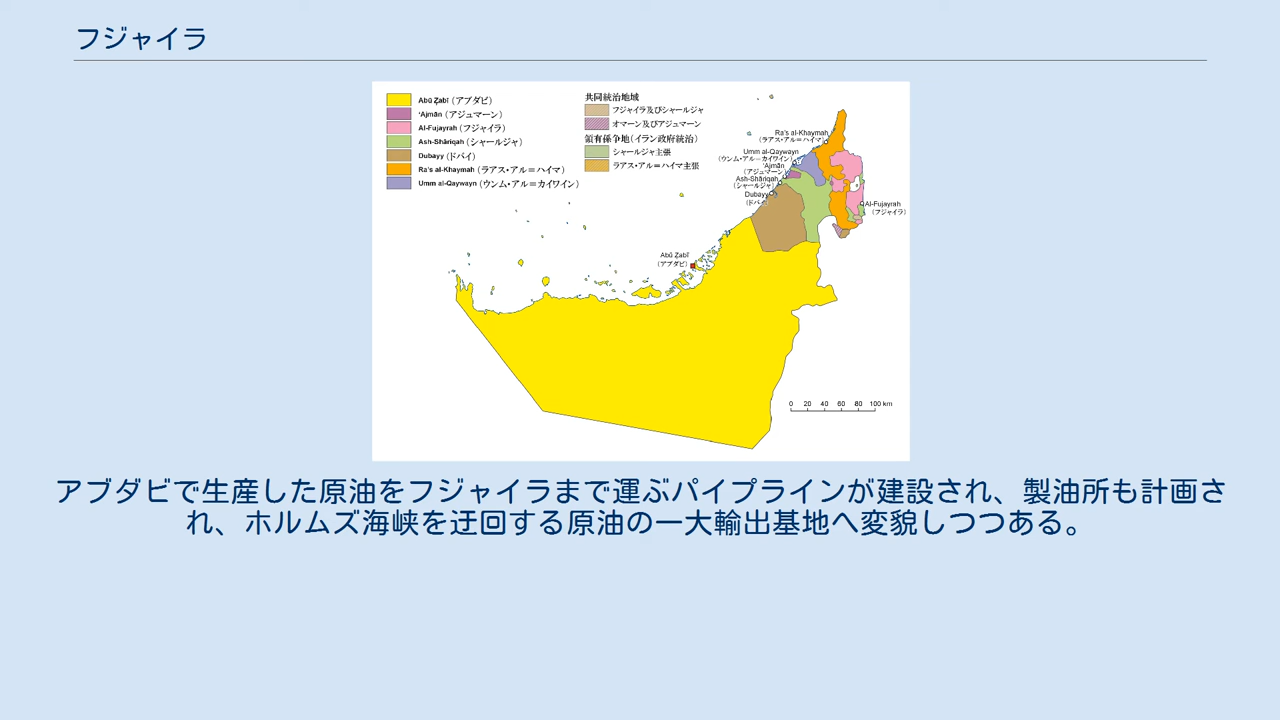 フジャイラ
Abū Ẓabī (アブダビ)
'Ajmān (アジュマーン)
Al-Fujayrah (フジャイラ)
Ash-Shāriqah (シャールジャ)
Dubayy (ドバイ)
Ra's al-Khaymah (ラアス・アル＝ハイマ)
Umm al-Qaywayn (ウンム・アル＝カイワイン)
共同統治地域
フジャイラ及びシャールジャ
オマーン及びアジュマーン
領有係争地(イラン政府統治)
シャールジャ主張
ラアス・アル＝ハイマ主張
Ra's al-Khaymah
(ラアス・アル＝ハイマ)
Umm al-Qaywayn
(ウンム・アル＝カイワイン)
'Ajmān
(アジュマーン)
Ash-Shāriqah
(シャールジャ)
Dubayy
(ドバイ)
Al-Fujayrah
(フジャイラ)
Abū Ẓabī
(アブダビ)
0 20 40 60 80 100 km
アブダビで生産した原油をフジャイラまで運ぶパイプラインが建設され、製油所も計画さ
れ、ホルムズ海峡を迂回する原油の一大輸出基地へ変貌しつつある。